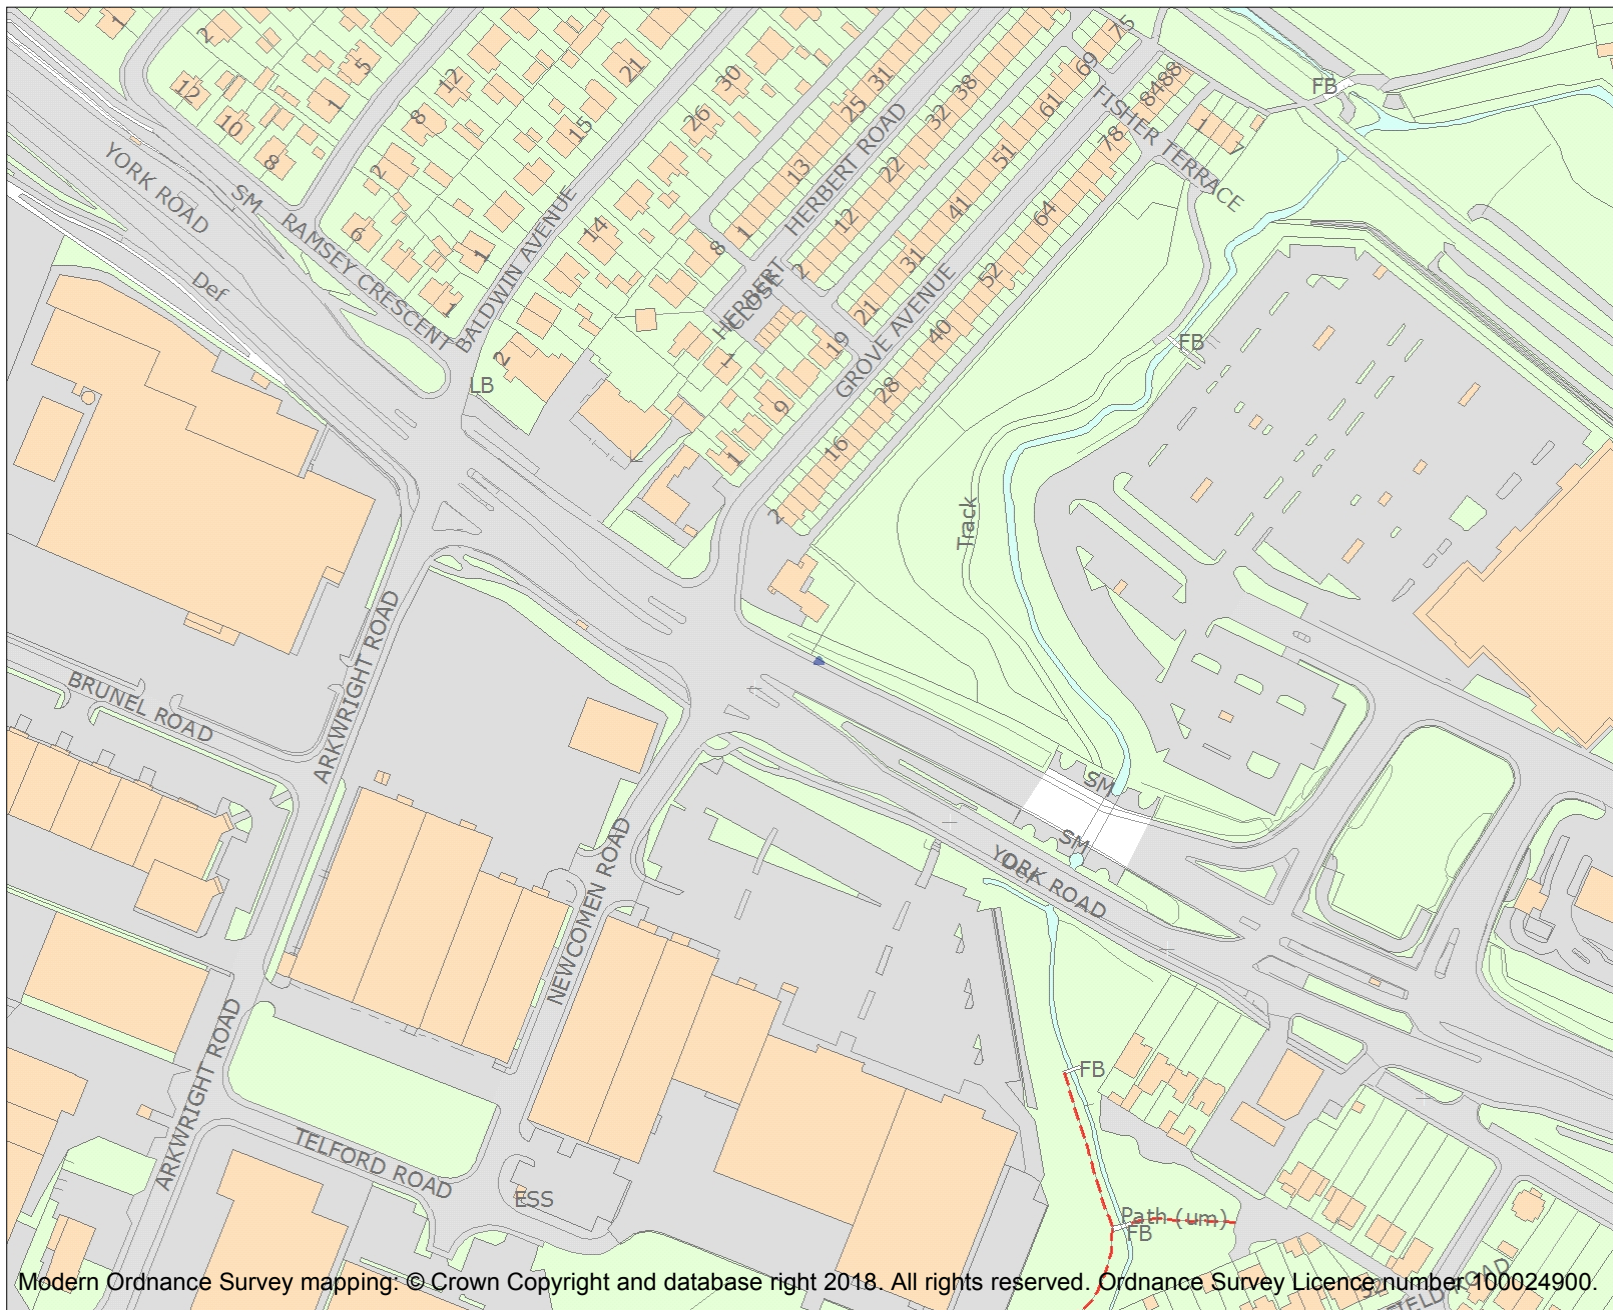 1
2
12
5
12
21
30
31
38
75
69
FB
12
1
8
15
26
25
32
61
8488
FISHER TERRACE
10
8
2
13
22
51
78
1
7
YORK ROAD
SM
RAMSEY CRESCENT
6
1
14
8
1
HERBERT ROAD
12
41
64
Def
1
BALDWIN AVENUE
HERBERT
CLOSE
2
31
52
21
GROVE AVENUE
2
LB
1
19
40
FB
9
28
1
16
2
Track
ARKWRIGHT ROAD
BRUNEL ROAD
SM
SM
YORK ROAD
Def
NEWCOMEN ROAD
ARKWRIGHT ROAD
FB
TELFORD ROAD
ESS
Path (um)
FB
Modern Ordnance Survey mapping: © Crown Copyright and database right 2018. All rights reserved. Ordnance Survey Licence number 100024900.